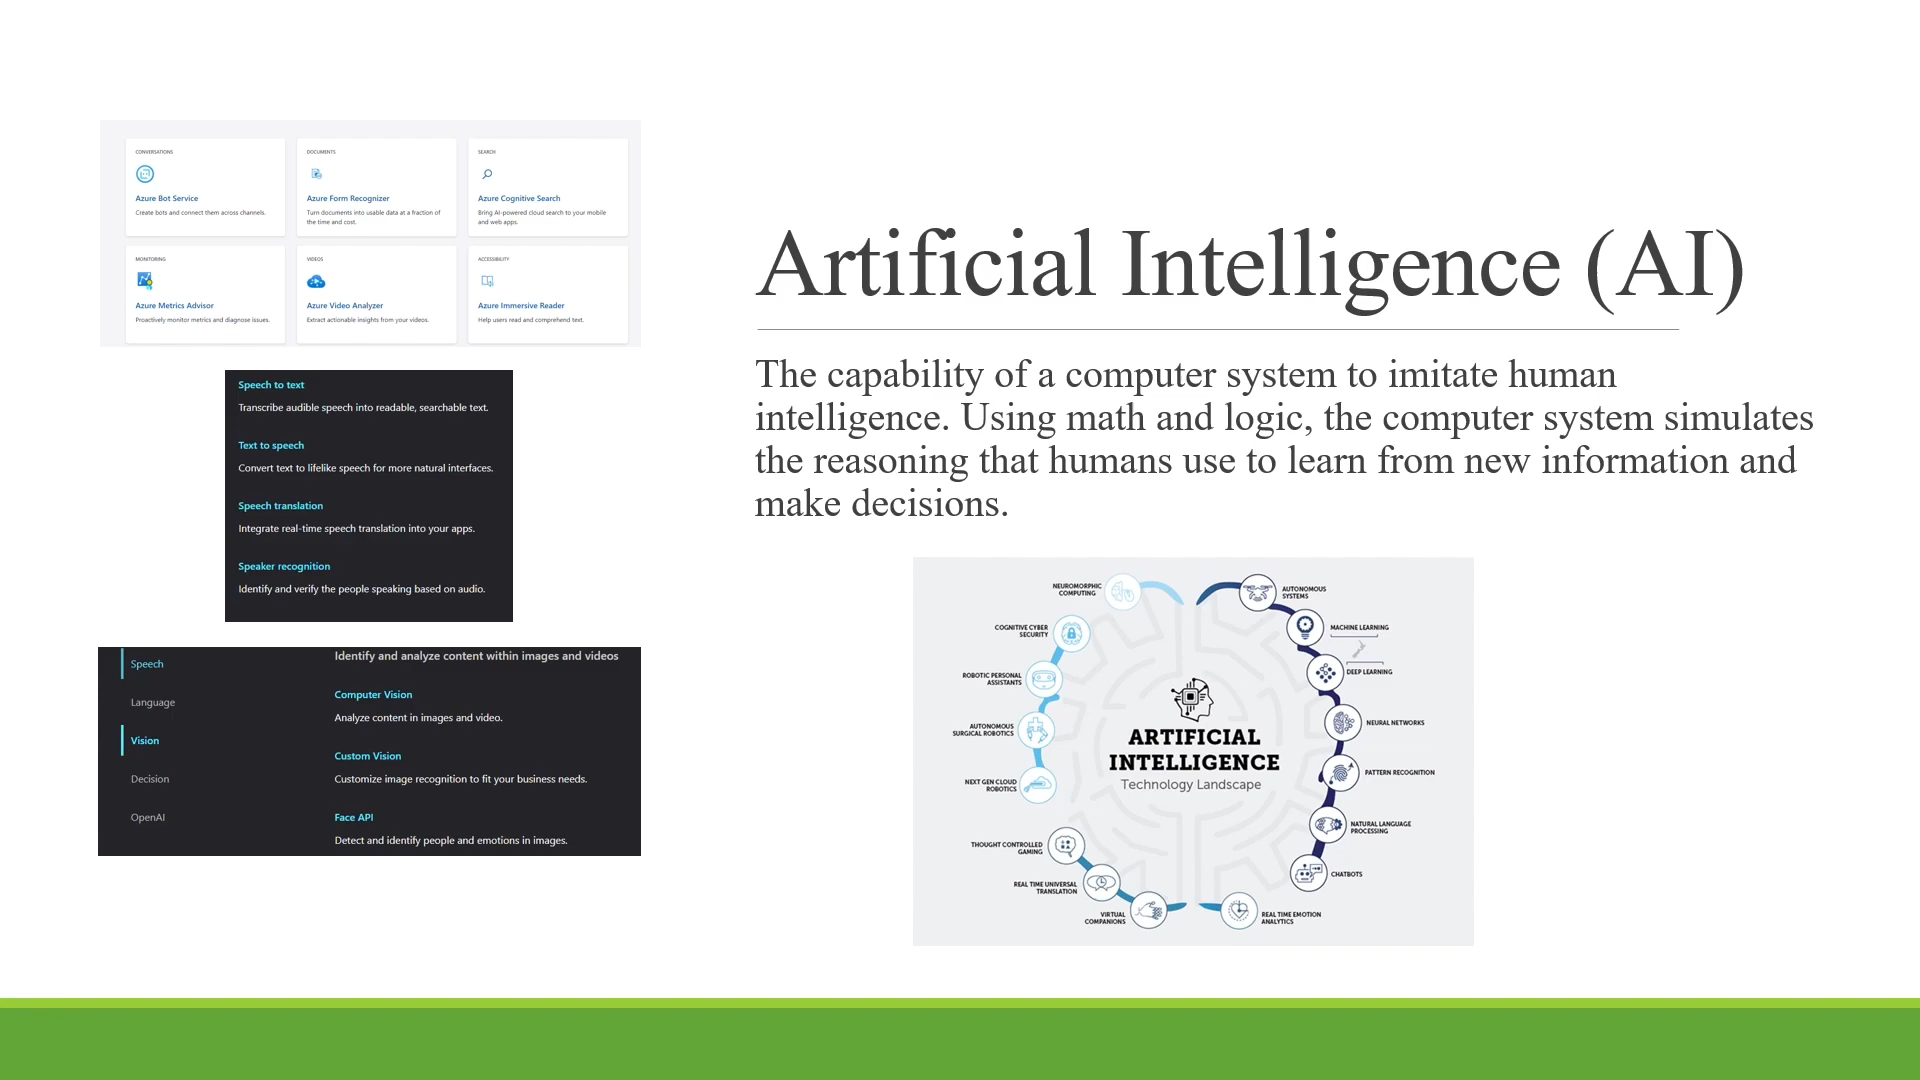 CONVERSATIONS
Azure Bot Service
Create bots and connect them across channels.
DOCUMENTS
Azure Form Recognizer
Turn documents into usable data at a fraction of
the time and cost.
SEARCH
Azure Cognitive Search
Bring AI-powered cloud search to your mobile
and web apps.
MONITORING
Azure Metrics Advisor
Proactively monitor metrics and diagnose issues.
VIDEOS
Azure Video Analyzer
Extract actionable insights from your videos.
ACCESSIBILITY
Azure Immersive Reader
Help users read and comprehend text.
Speech to text
Transcribe audible speech into readable, searchable text.
Text to speech
Convert text to lifelike speech for more natural interfaces.
Speech translation
Integrate real-time speech translation into your apps.
Speaker recognition
Identify and verify the people speaking based on audio.
Speech
Language
Vision
Decision
OpenAI
Identify and analyze content within images and videos
Computer Vision
Analyze content in images and video.
Custom Vision
Customize image recognition to fit your business needs.
Face API
Detect and identify people and emotions in images.
Artificial Intelligence (AI)
The capability of a computer system to imitate human
intelligence. Using math and logic, the computer system simulates
the reasoning that humans use to learn from new information and
make decisions.
NEUROMORPHIC
COMPUTING
COGNITIVE CYBER
SECURITY
ROBOTIC PERSONAL
ASSISTANTS
AUTONOMOUS
SURGICAL ROBOTICS
NEXT GEN CLOUD
ROBOTICS
THOUGHT CONTROLLED
GAMING
REAL TIME UNIVERSAL
TRANSLATION
VIRTUAL
COMPANIONS
ARTIFICIAL
INTELLIGENCE
Technology Landscape
AUTONOMOUS
SYSTEMS
MACHINE LEARNING
DEEP LEARNING
NEURAL NETWORKS
PATTERN RECOGNITION
NATURAL LANGUAGE
PROCESSING
CHATBOTS
REAL TIME EMOTION
ANALYTICS